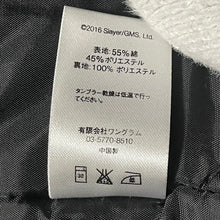 ©2016 Slayer/GMS, Ltd.
表地: 55% 綿
45% ポリエステル
裏地: 100% ポリエステル
タンブラー乾燥は低温で行って
ください
有限会社ワングラム
03-5770-8510
中国製